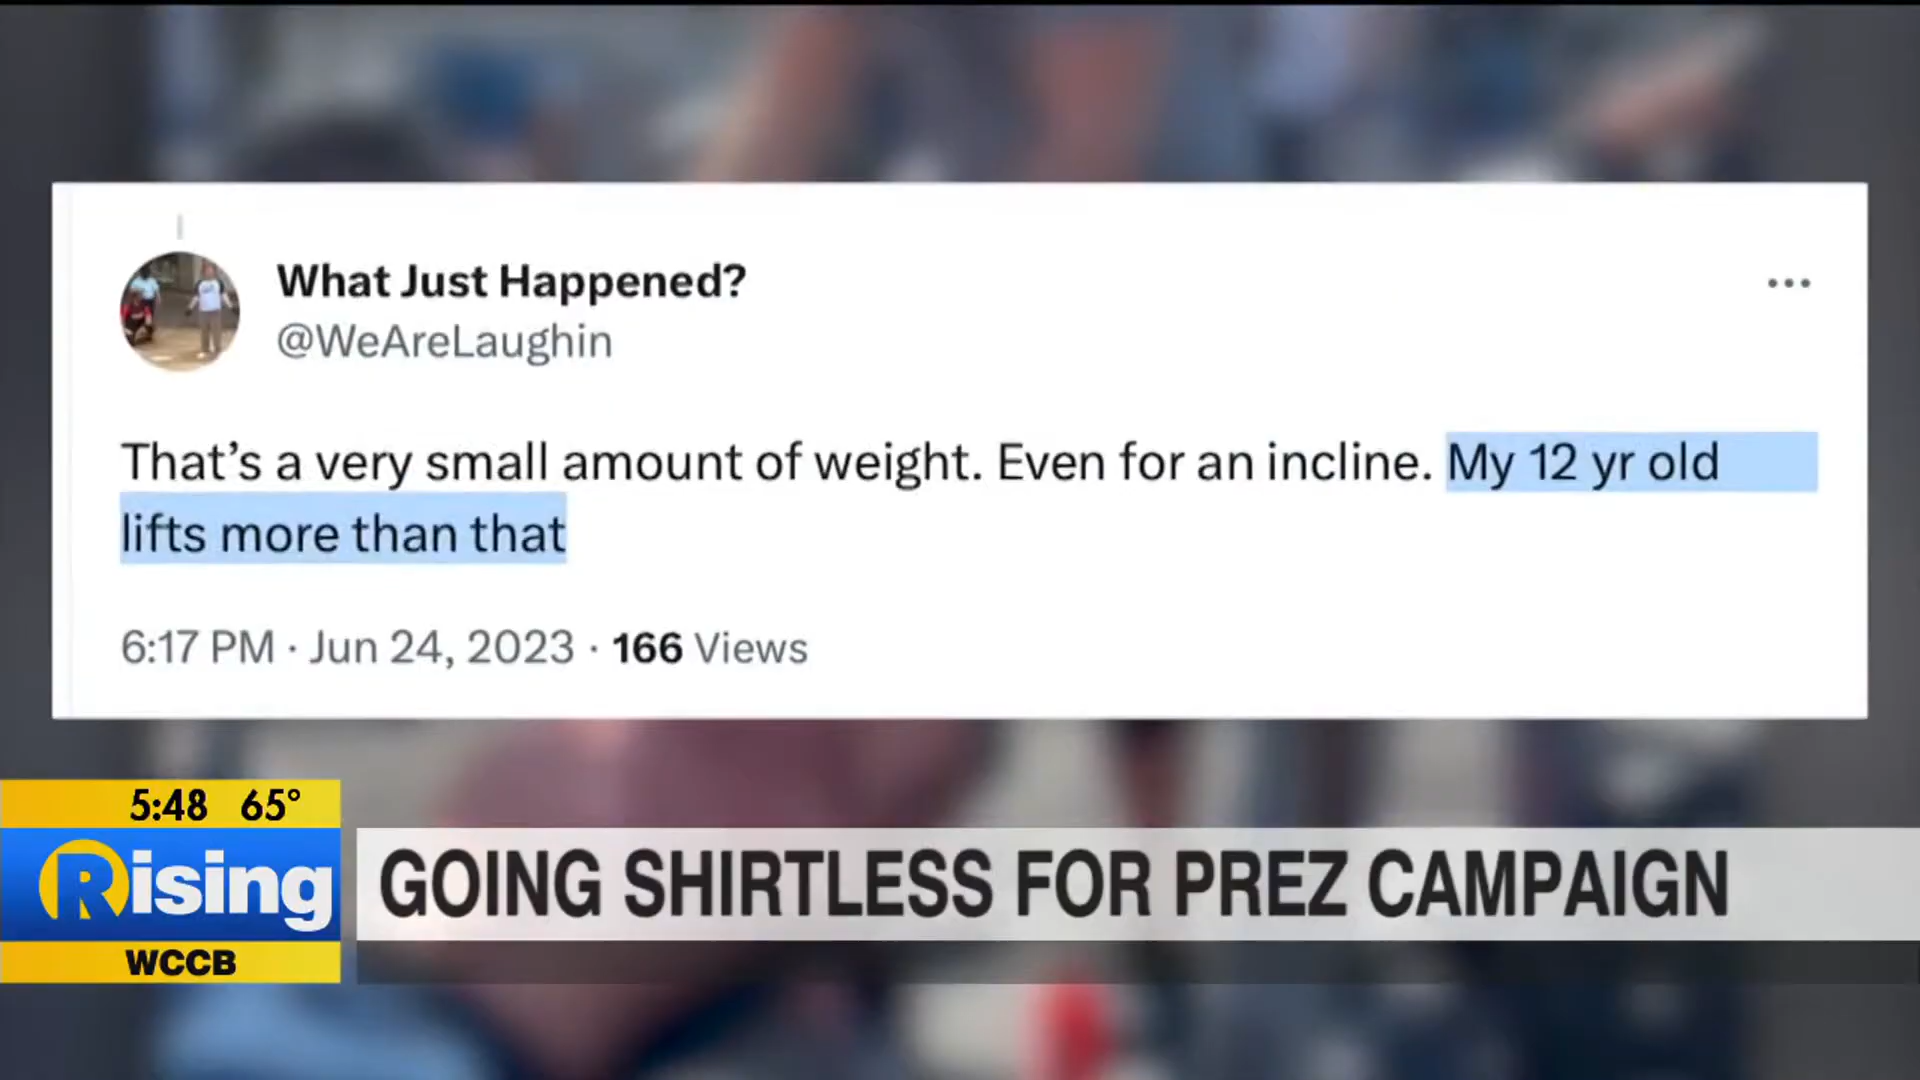 What Just Happened?
@WeAreLaughin
That's a very small amount of weight. Even for an incline. My 12 yr old
lifts more than that
6:17 PM · Jun 24, 2023 · 166 Views
5:48 65°
Rising
WCCB
GOING SHIRTLESS FOR PREZ CAMPAIGN